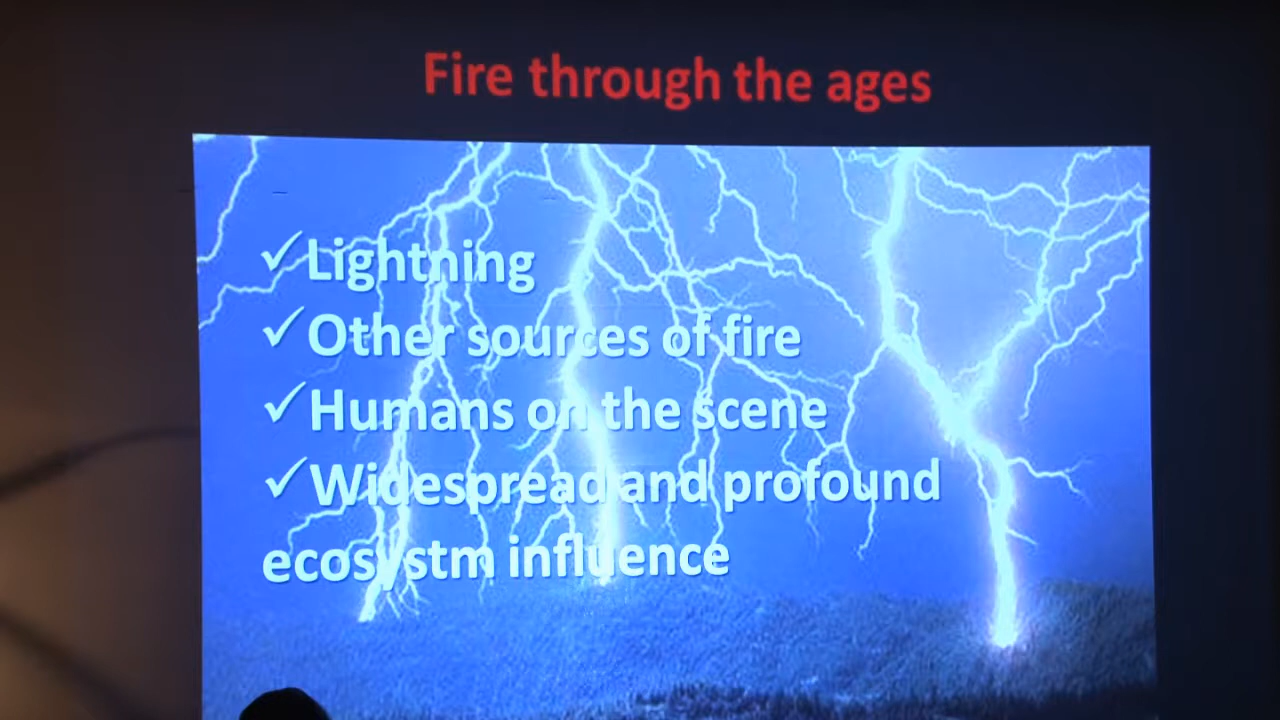 Fire through the ages
✓Lightning
✓Other sources of fire
✓Humans on the scene
✓Widespread and profound
ecosystm influence